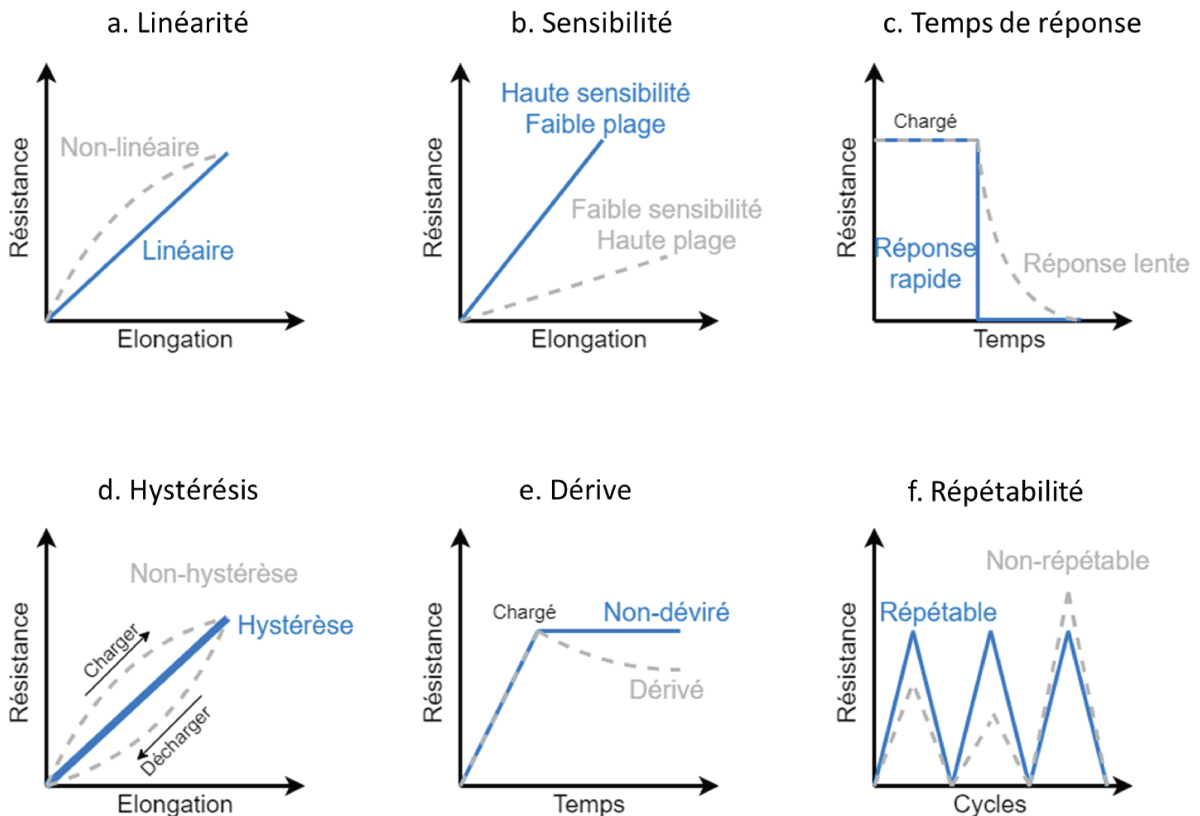 a. Linéarité
Résistance
Non-linéaire
Linéaire
Elongation
b. Sensibilité
Résistance
Haute sensibilité
Faible plage
Faible sensibilité
Haute plage
Elongation
c. Temps de réponse
Résistance
Chargé
Réponse
rapide
Réponse lente
Temps
d. Hystérésis
Résistance
Non-hystérèse
Hystérèse
Charger
Décharger
Elongation
e. Dérive
Résistance
Chargé
Non-déviré
Dérivé
Temps
f. Répétabilité
Résistance
Non-répétable
Répétable
Cycles